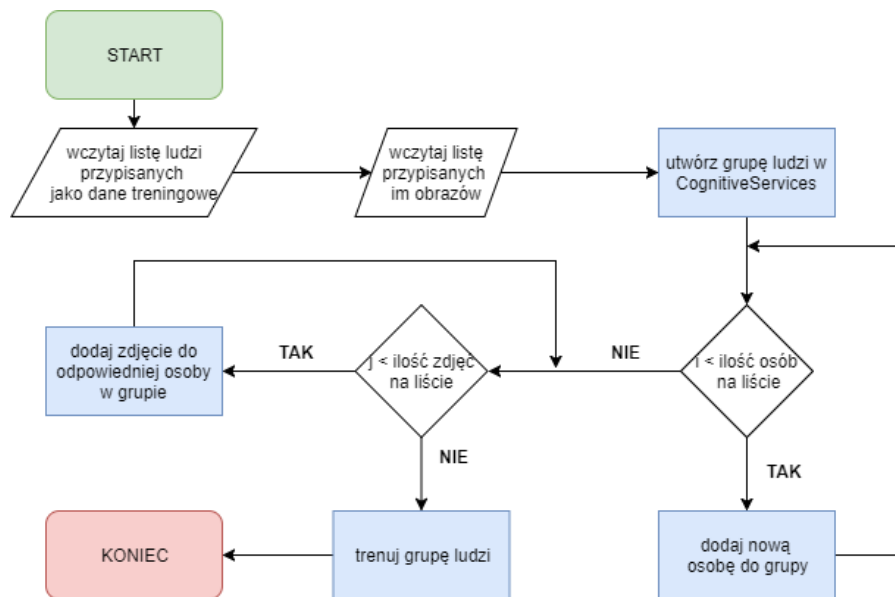 START
wczytaj listę ludzi
przypisanych
jako dane treningowe
wczytaj listę
przypisanych
im obrazów
utwórz grupę ludzi w
CognitiveServices
dodaj zdjęcie do
odpowiedniej osoby
w grupie
TAK
j < ilość zdjęć
na liście
NIE
i < ilość osób
na liście
NIE
TAK
KONIEC
trenuj grupę ludzi
dodaj nową
osobę do grupy